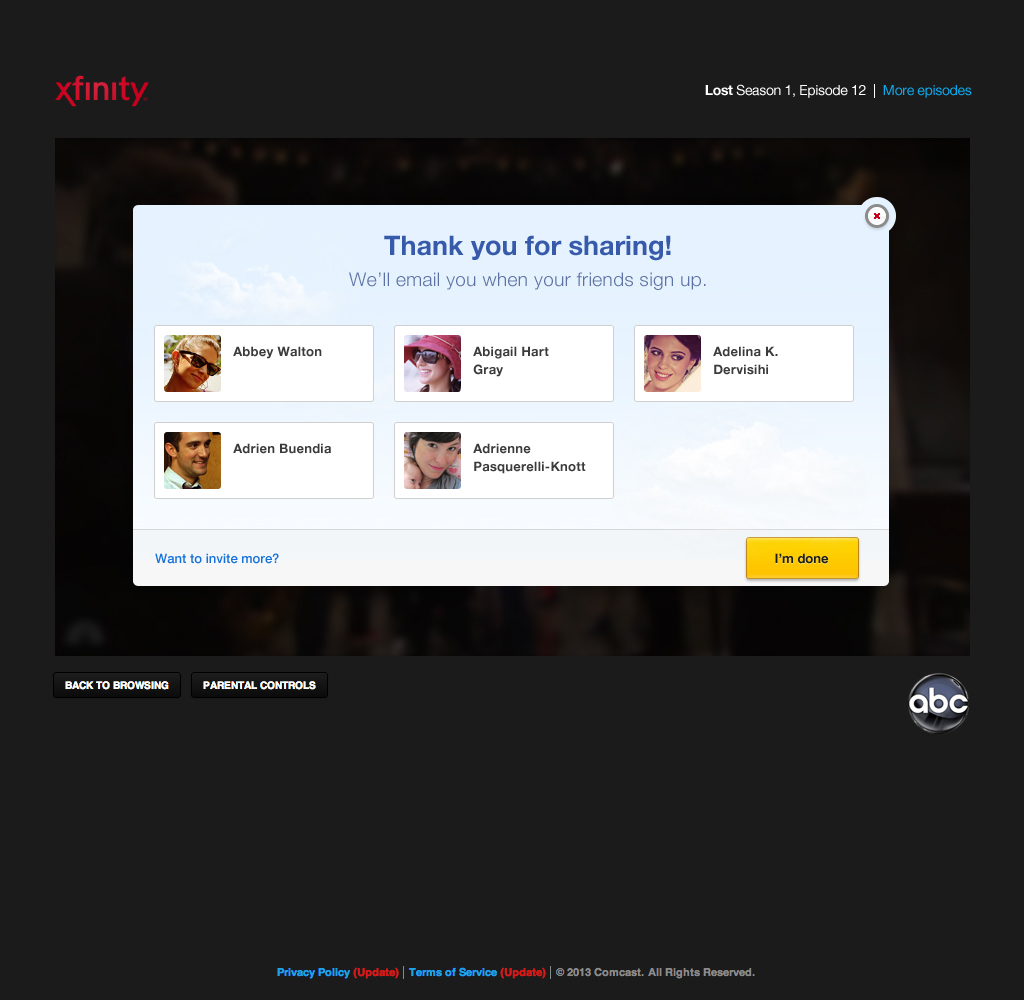 xfinity
Lost Season 1, Episode 12 | More episodes
Thank you for sharing!
We'll email you when your friends sign up.
Abbey Walton
Abigail Hart
Gray
Adelina K.
Dervisihi
Adrien Buendia
Adrienne
Pasquerelli-Knott
Want to invite more?
I'm done
BACK TO BROWSING
PARENTAL CONTROLS
abc
Privacy Policy (Update) | Terms of Service (Update) | © 2013 Comcast. All Rights Reserved.